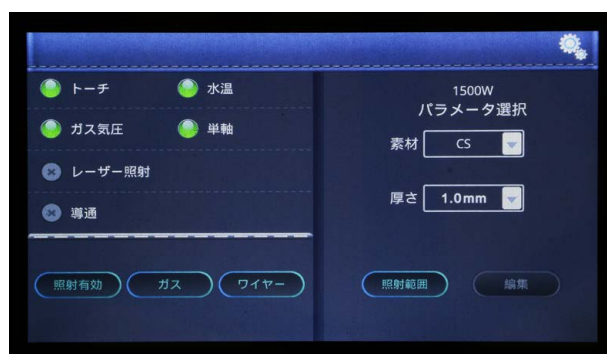 トーチ 水温
ガス気圧 単軸
レーザー照射
導通
照射有効 ガス ワイヤー
1500W
パラメータ選択
素材 CS
厚さ 1.0mm
照射範囲 編集